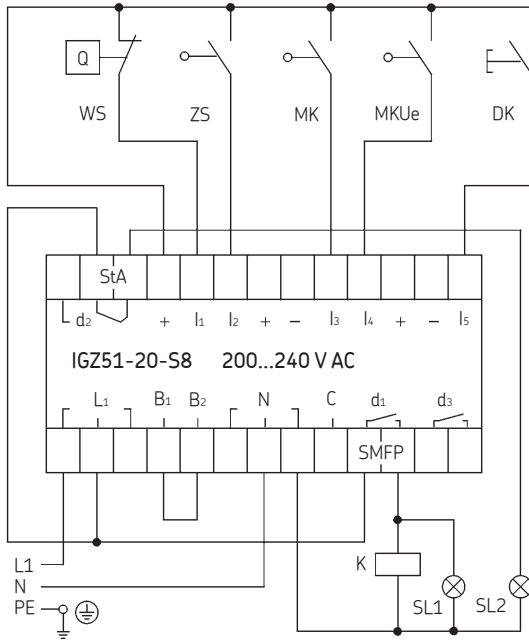 Q
WS ZS MK MKUe DK
StA
d2 + I1 I2 + – I3 I4 + – I5
IGZ51-20-S8 200...240 V AC
L1 B1 B2 N C d1 d3
SMFP
L1
N
PE
K
SL1 SL2